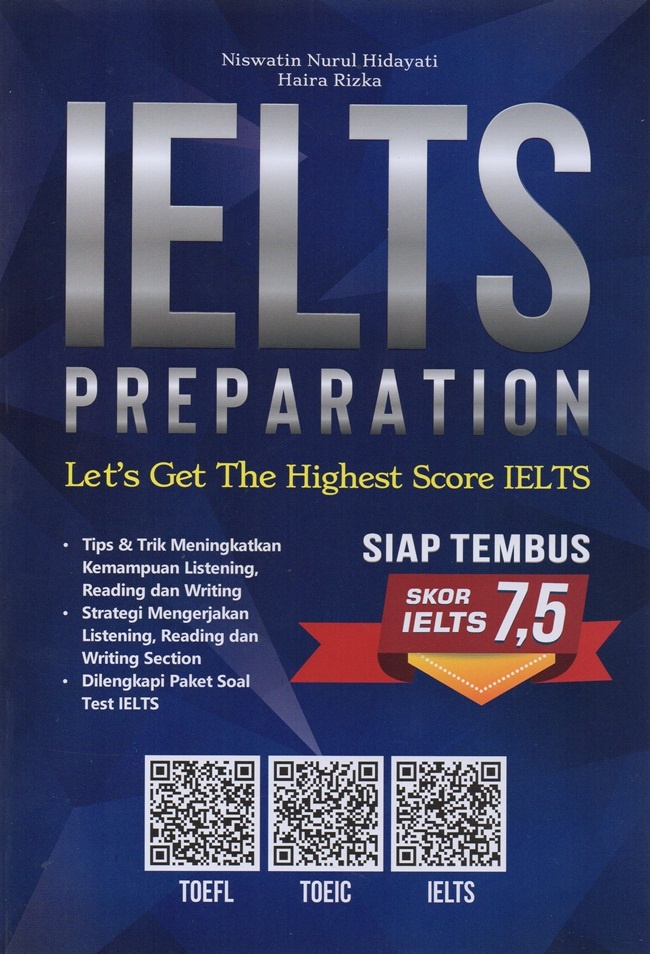 Niswatin Nurul Hidayati
Haira Rizka
IELTS
PREPARATION
Let's Get The Highest Score IELTS
• Tips & Trik Meningkatkan
Kemampuan Listening,
Reading dan Writing
• Strategi Mengerjakan
Listening, Reading dan
Writing Section
• Dilengkapi Paket Soal
Test IELTS
SIAP TEMBUS
SKOR
IELTS 7,5
TOEFL
TOEIC
IELTS